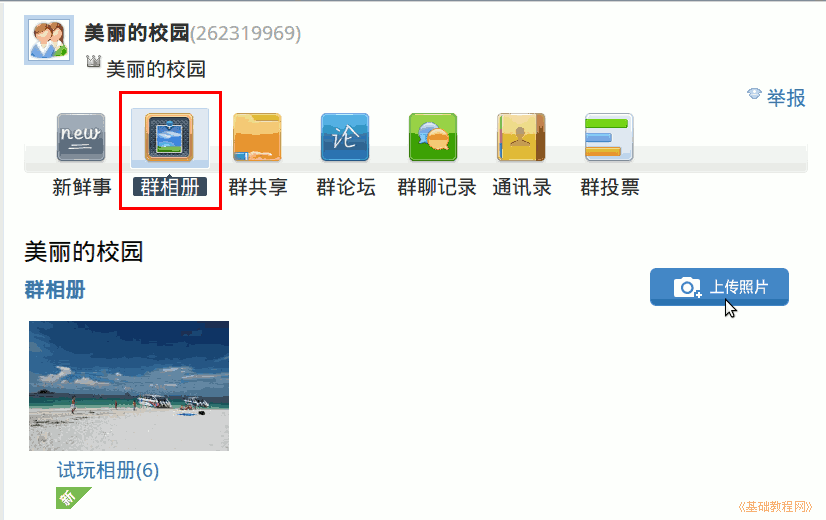 美丽的校园(262319969)
美丽的校园
举报
new
论
新鲜事 群相册 群共享 群论坛 群聊记录 通讯录 群投票
美丽的校园
群相册
上传照片
试玩相册(6)
新
《基础教程网》